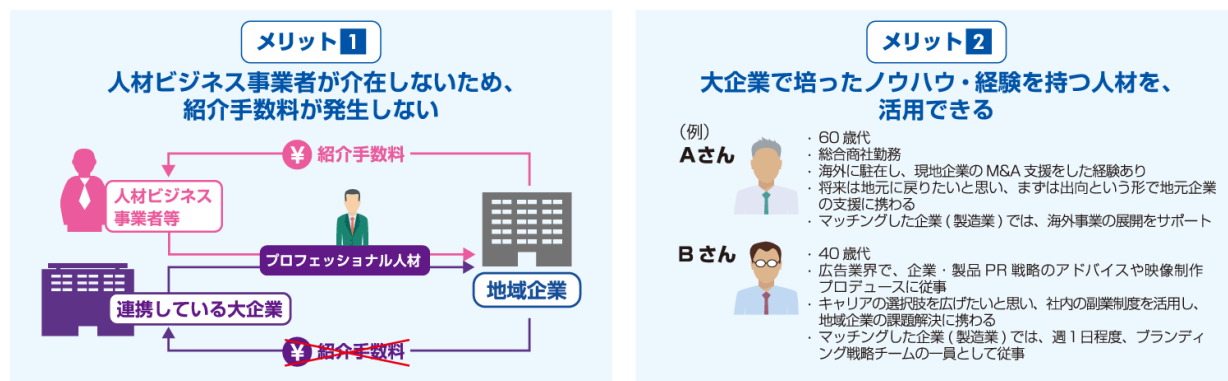 メリット1
人材ビジネス事業者が介在しないため、
紹介手数料が発生しない
¥ 紹介手数料
人材ビジネス
事業者等
プロフェッショナル人材
地域企業
連携している大企業
¥ 紹介手数料
メリット2
大企業で培ったノウハウ・経験を持つ人材を、
活用できる
（例）
Aさん
・60歳代
・総合商社勤務
・海外に駐在し、現地企業のM&A支援をした経験あり
・将来は地元に戻りたいと思い、まずは出向という形で地元企業
の支援に携わる
・マッチングした企業(製造業)では、海外事業の展開をサポート
Bさん
・40歳代
・広告業界で、企業・製品PR戦略のアドバイスや映像制作
プロデュースに従事
・キャリアの選択肢を広げたいと思い、社内の副業制度を活用し、
地域企業の課題解決に携わる
・マッチングした企業(製造業)では、週1日程度、ブランディ
ング戦略チームの一員として従事